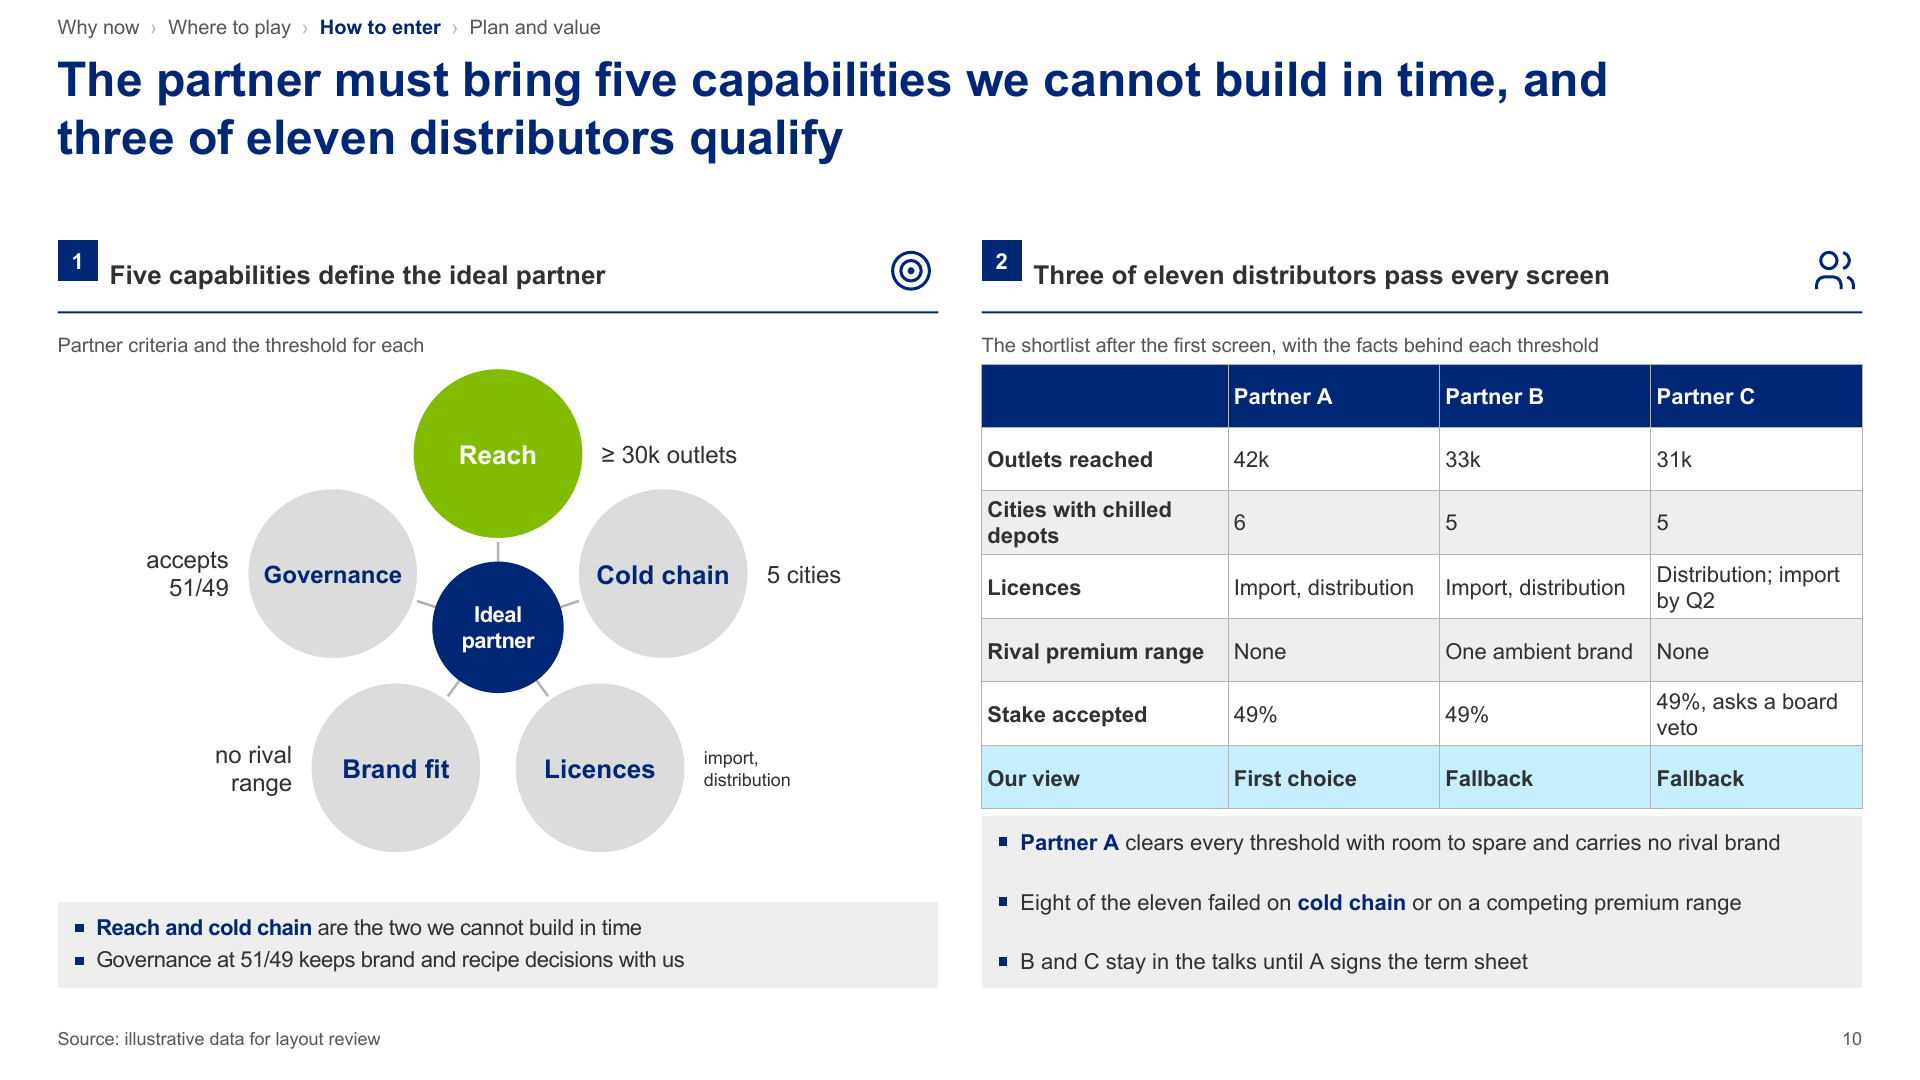 Why now › Where to play › How to enter › Plan and value
The partner must bring five capabilities we cannot build in time, and
three of eleven distributors qualify
1
Five capabilities define the ideal partner
Partner criteria and the threshold for each
Reach
≥ 30k outlets
accepts
51/49
Governance
Cold chain
5 cities
Ideal
partner
no rival
range
Brand fit
Licences
import,
distribution
Reach and cold chain are the two we cannot build in time
Governance at 51/49 keeps brand and recipe decisions with us
2
Three of eleven distributors pass every screen
The shortlist after the first screen, with the facts behind each threshold
Partner A
Partner B
Partner C
Outlets reached
42k
33k
31k
Cities with chilled
depots
6
5
5
Licences
Import, distribution
Import, distribution
Distribution; import
by Q2
Rival premium range
None
One ambient brand
None
Stake accepted
49%
49%
49%, asks a board
veto
Our view
First choice
Fallback
Fallback
Partner A clears every threshold with room to spare and carries no rival brand
Eight of the eleven failed on cold chain or on a competing premium range
B and C stay in the talks until A signs the term sheet
Source: illustrative data for layout review
10